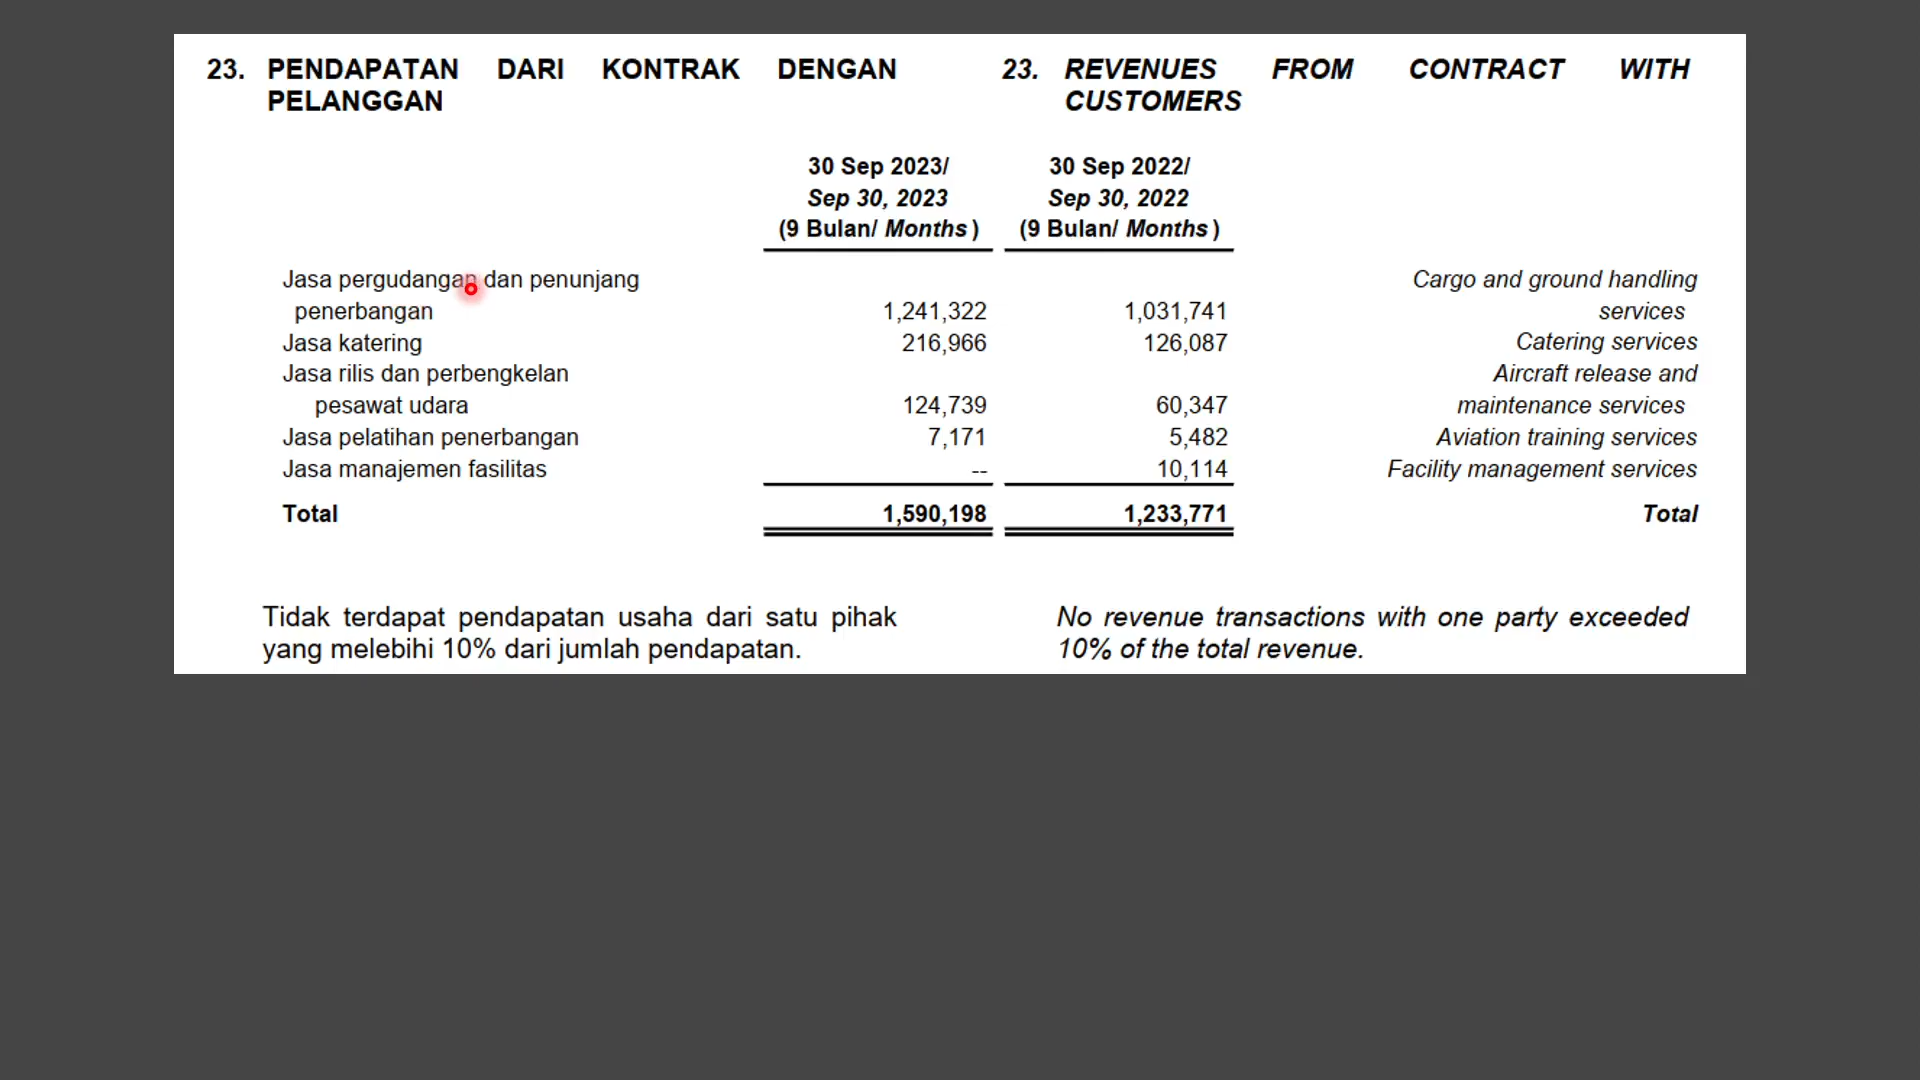 23. PENDAPATAN DARI KONTRAK DENGAN PELANGGAN
23. REVENUES FROM CONTRACT WITH CUSTOMERS
30 Sep 2023/ 30 Sep 2022/
Sep 30, 2023 Sep 30, 2022
(9 Bulan/ Months) (9 Bulan/ Months)
Jasa pergudangan dan penunjang Cargo and ground handling
penerbangan 1,241,322 1,031,741 services
Jasa katering 216,966 126,087 Catering services
Jasa rilis dan perbengkelan Aircraft release and
pesawat udara 124,739 60,347 maintenance services
Jasa pelatihan penerbangan 7,171 5,482 Aviation training services
Jasa manajemen fasilitas -- 10,114 Facility management services
Total 1,590,198 1,233,771 Total
Tidak terdapat pendapatan usaha dari satu pihak
yang melebihi 10% dari jumlah pendapatan.
No revenue transactions with one party exceeded
10% of the total revenue.